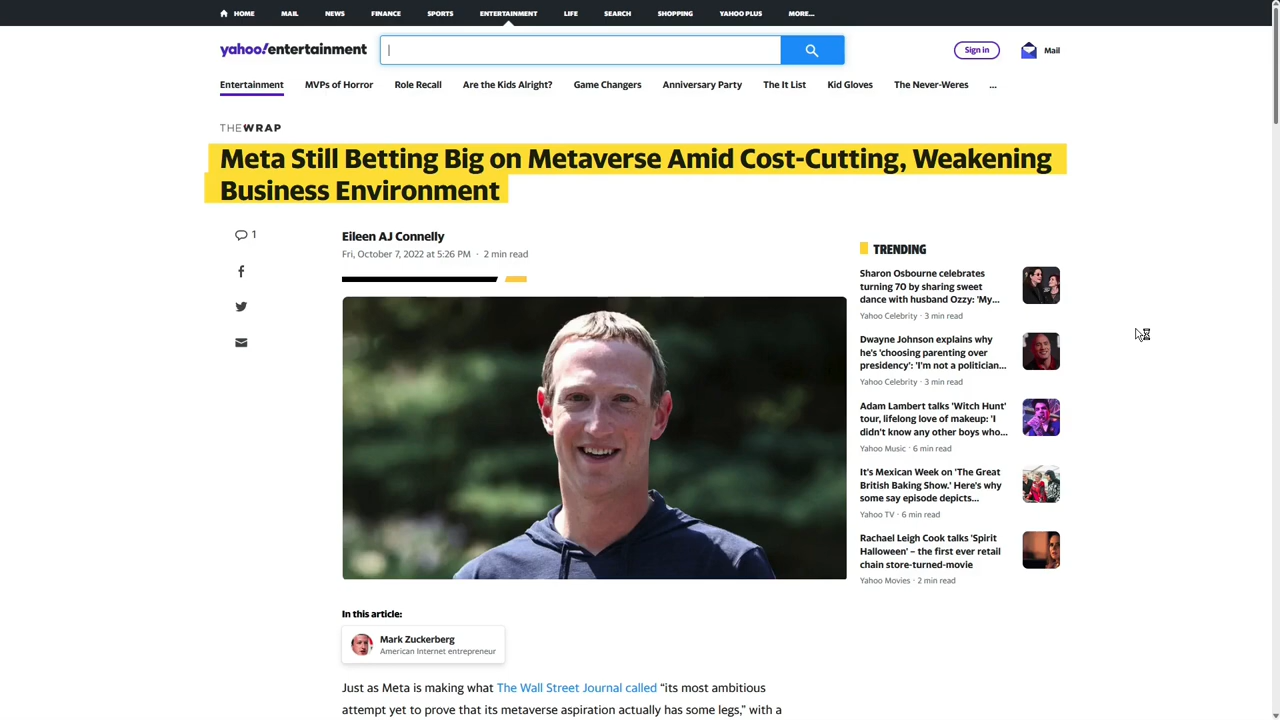 HOME MAIL NEWS FINANCE SPORTS ENTERTAINMENT LIFE SEARCH SHOPPING YAHOO PLUS MORE...
yahoo!entertainment
Sign in
Mail
Entertainment MVPs of Horror Role Recall Are the Kids Alright? Game Changers Anniversary Party The It List Kid Gloves The Never-Weres ...
THEWRAP
Meta Still Betting Big on Metaverse Amid Cost-Cutting, Weakening
Business Environment
1
Eileen AJ Connelly
Fri, October 7, 2022 at 5:26 PM · 2 min read
In this article:
Mark Zuckerberg
American Internet entrepreneur
Just as Meta is making what The Wall Street Journal called “its most ambitious
attempt yet to prove that its metaverse aspiration actually has some legs,” with a
TRENDING
Sharon Osbourne celebrates
turning 70 by sharing sweet
dance with husband Ozzy: 'My...
Yahoo Celebrity · 3 min read
Dwayne Johnson explains why
he's 'choosing parenting over
presidency': 'I'm not a politician...
Yahoo Celebrity · 3 min read
Adam Lambert talks 'Witch Hunt'
tour, lifelong love of makeup: 'I
didn't know any other boys who...
Yahoo Music · 6 min read
It's Mexican Week on 'The Great
British Baking Show.' Here's why
some say episode depicts...
Yahoo TV · 6 min read
Rachael Leigh Cook talks 'Spirit
Halloween' – the first ever retail
chain store-turned-movie
Yahoo Movies · 2 min read